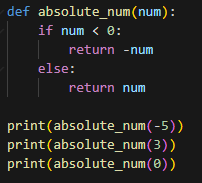 def absolute_num(num):
    if num < 0:
        return -num
    else:
        return num

print(absolute_num(-5))
print(absolute_num(3))
print(absolute_num(0))